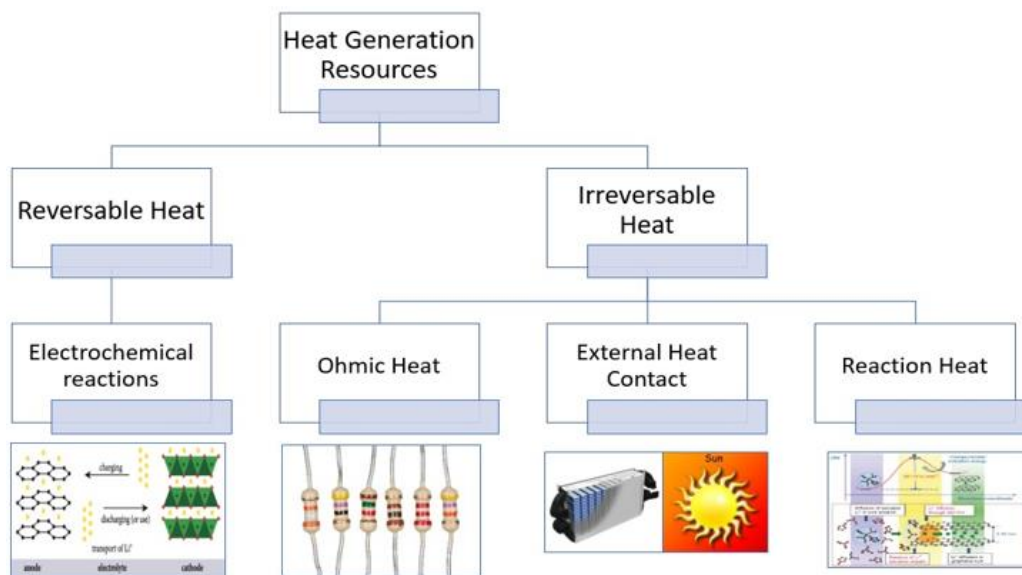 Heat Generation
Resources
Reversable Heat
Irreversable
Heat
Electrochemical
reactions
Ohmic Heat
External Heat
Contact
Reaction Heat
charging
discharging (or use)
transport of Li⁺
anode electrolyte cathode
Sun